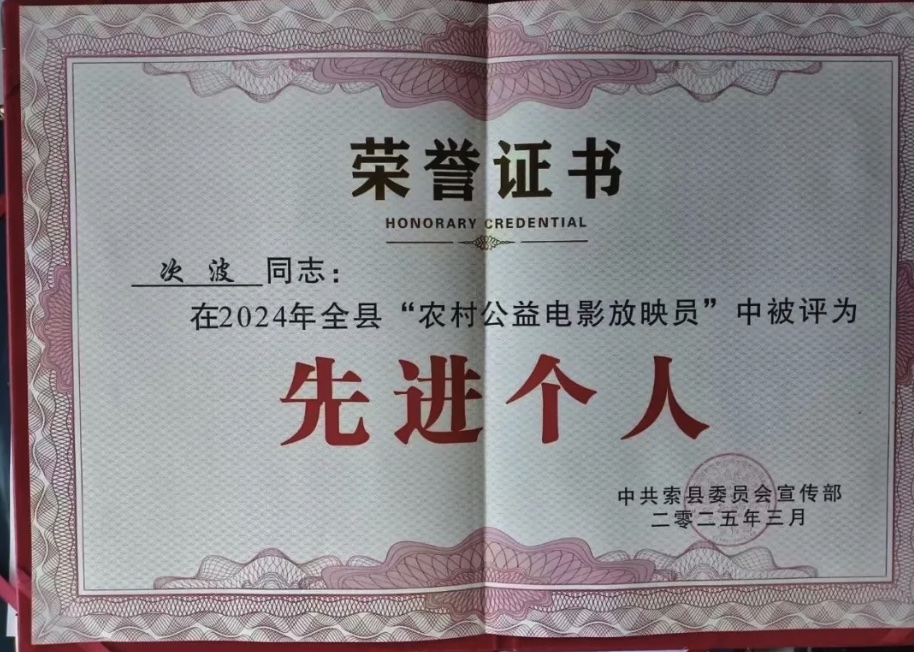 荣誉证书
HONORARY CREDENTIAL
次波同志：
在2024年全县“农村公益电影放映员”中被评为
先进个人
中共索县委员会宣传部
二零二五年三月